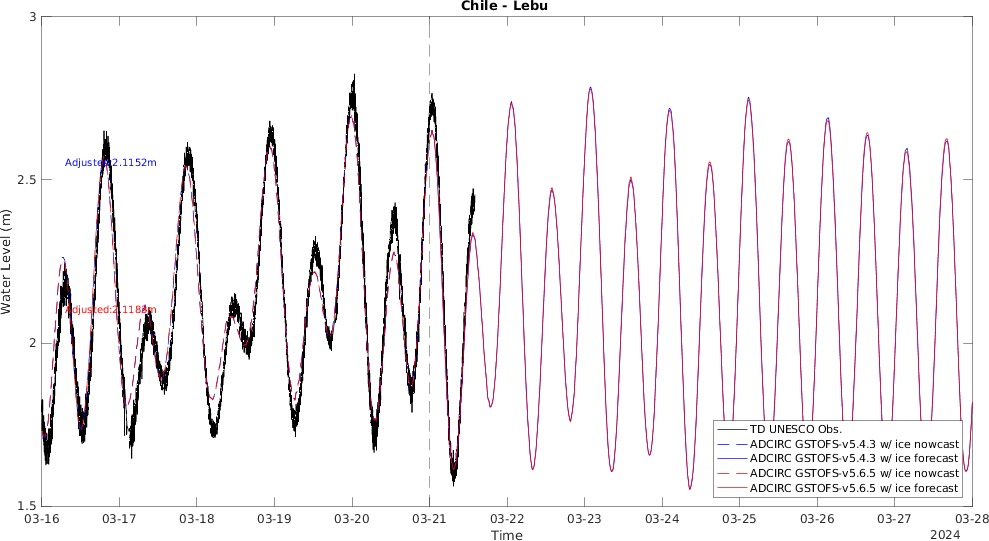 Chile - Lebu
3
2.5
2
1.5
Water Level (m)
Adjusted:2.1152m
Adjusted:2.1183m
TD UNESCO Obs.
ADCIRC GSTOFS-v5.4.3 w/ ice nowcast
ADCIRC GSTOFS-v5.4.3 w/ ice forecast
ADCIRC GSTOFS-v5.6.5 w/ ice nowcast
ADCIRC GSTOFS-v5.6.5 w/ ice forecast
03-16 03-17 03-18 03-19 03-20 03-21 03-22 03-23 03-24 03-25 03-26 03-27 03-28
Time
2024